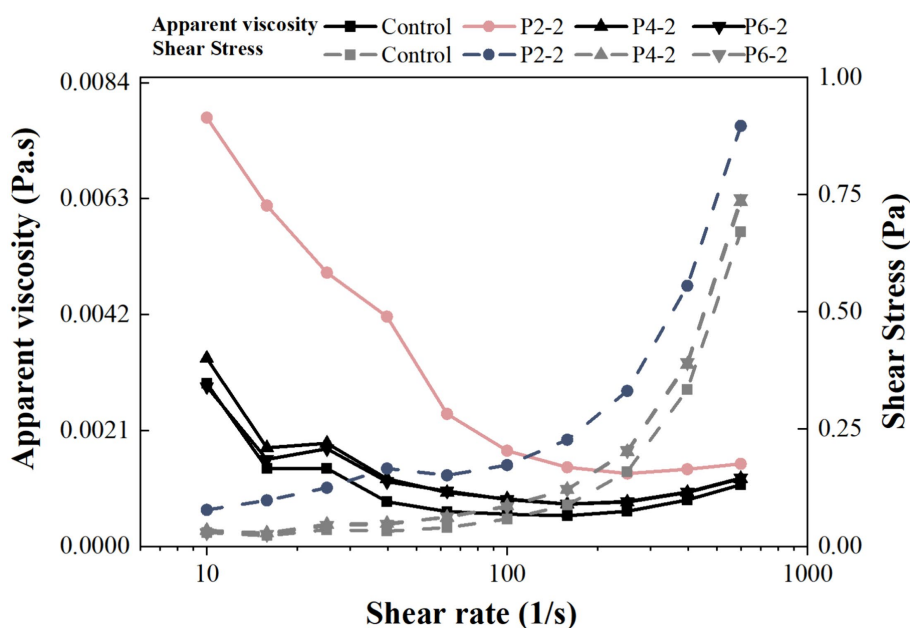 Apparent viscosity Control P2-2 P4-2 P6-2
Shear Stress Control P2-2 P4-2 P6-2
0.0084
0.0063
0.0042
0.0021
0.0000
Apparent viscosity (Pa.s)
1.00
0.75
0.50
0.25
0.00
Shear Stress (Pa)
10 100 1000
Shear rate (1/s)